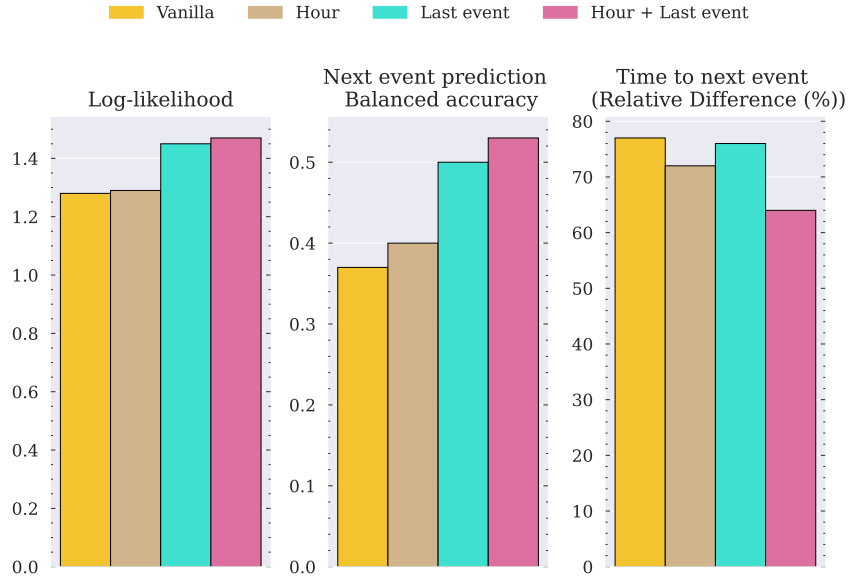 Vanilla
Hour
Last event
Hour + Last event
Log-likelihood
1.4
1.2
1.0
0.8
0.6
0.4
0.2
0.0
Next event prediction
Balanced accuracy
0.5
0.4
0.3
0.2
0.1
0.0
Time to next event
(Relative Difference (%))
80
70
60
50
40
30
20
10
0